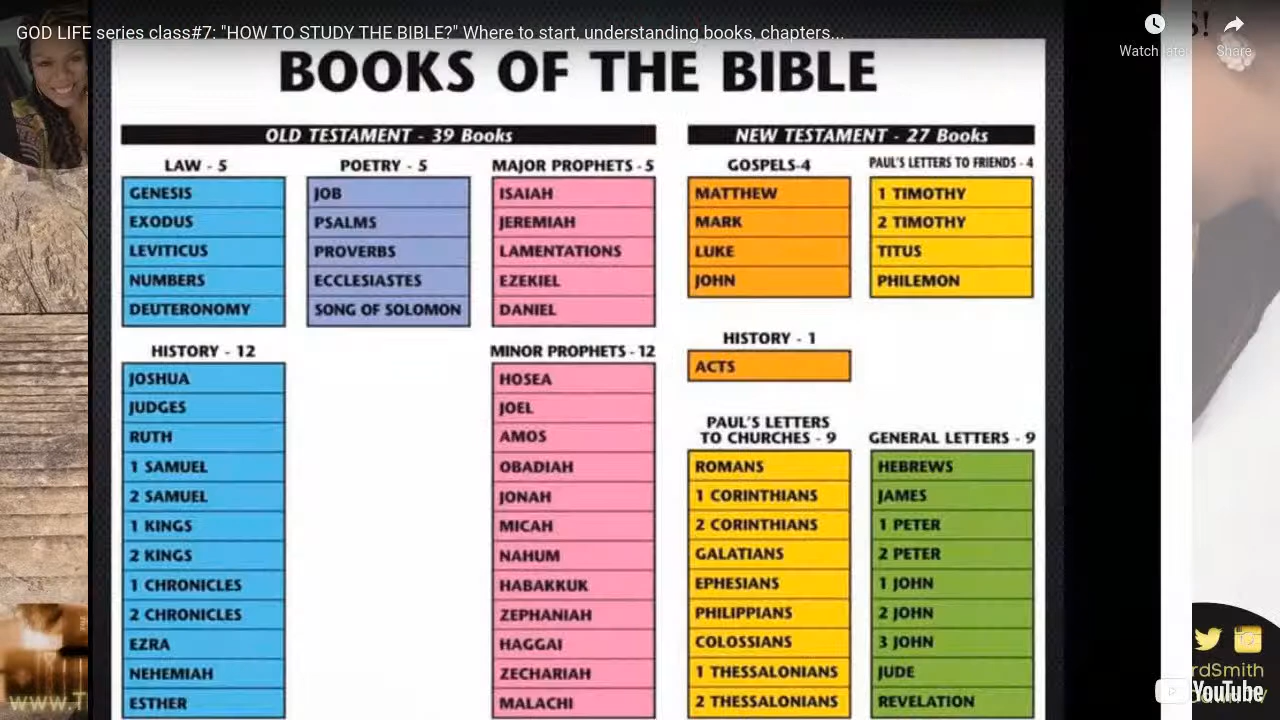 GOD LIFE series class#7: "HOW TO STUDY THE BIBLE?" Where to start, understanding books, chapters...
Watch later
Share
S!
BOOKS OF THE BIBLE
OLD TESTAMENT - 39 Books
LAW - 5
GENESIS
EXODUS
LEVITICUS
NUMBERS
DEUTERONOMY
HISTORY - 12
JOSHUA
JUDGES
RUTH
1 SAMUEL
2 SAMUEL
1 KINGS
2 KINGS
1 CHRONICLES
2 CHRONICLES
EZRA
NEHEMIAH
ESTHER
POETRY - 5
JOB
PSALMS
PROVERBS
ECCLESIASTES
SONG OF SOLOMON
MAJOR PROPHETS - 5
ISAIAH
JEREMIAH
LAMENTATIONS
EZEKIEL
DANIEL
MINOR PROPHETS - 12
HOSEA
JOEL
AMOS
OBADIAH
JONAH
MICAH
NAHUM
HABAKKUK
ZEPHANIAH
HAGGAI
ZECHARIAH
MALACHI
NEW TESTAMENT - 27 Books
GOSPELS-4
MATTHEW
MARK
LUKE
JOHN
HISTORY - 1
ACTS
PAUL'S LETTERS
TO CHURCHES - 9
ROMANS
1 CORINTHIANS
2 CORINTHIANS
GALATIANS
EPHESIANS
PHILIPPIANS
COLOSSIANS
1 THESSALONIANS
2 THESSALONIANS
PAUL'S LETTERS TO FRIENDS - 4
1 TIMOTHY
2 TIMOTHY
TITUS
PHILEMON
GENERAL LETTERS - 9
HEBREWS
JAMES
1 PETER
2 PETER
1 JOHN
2 JOHN
3 JOHN
JUDE
REVELATION
www.T
rdSmith
YouTube